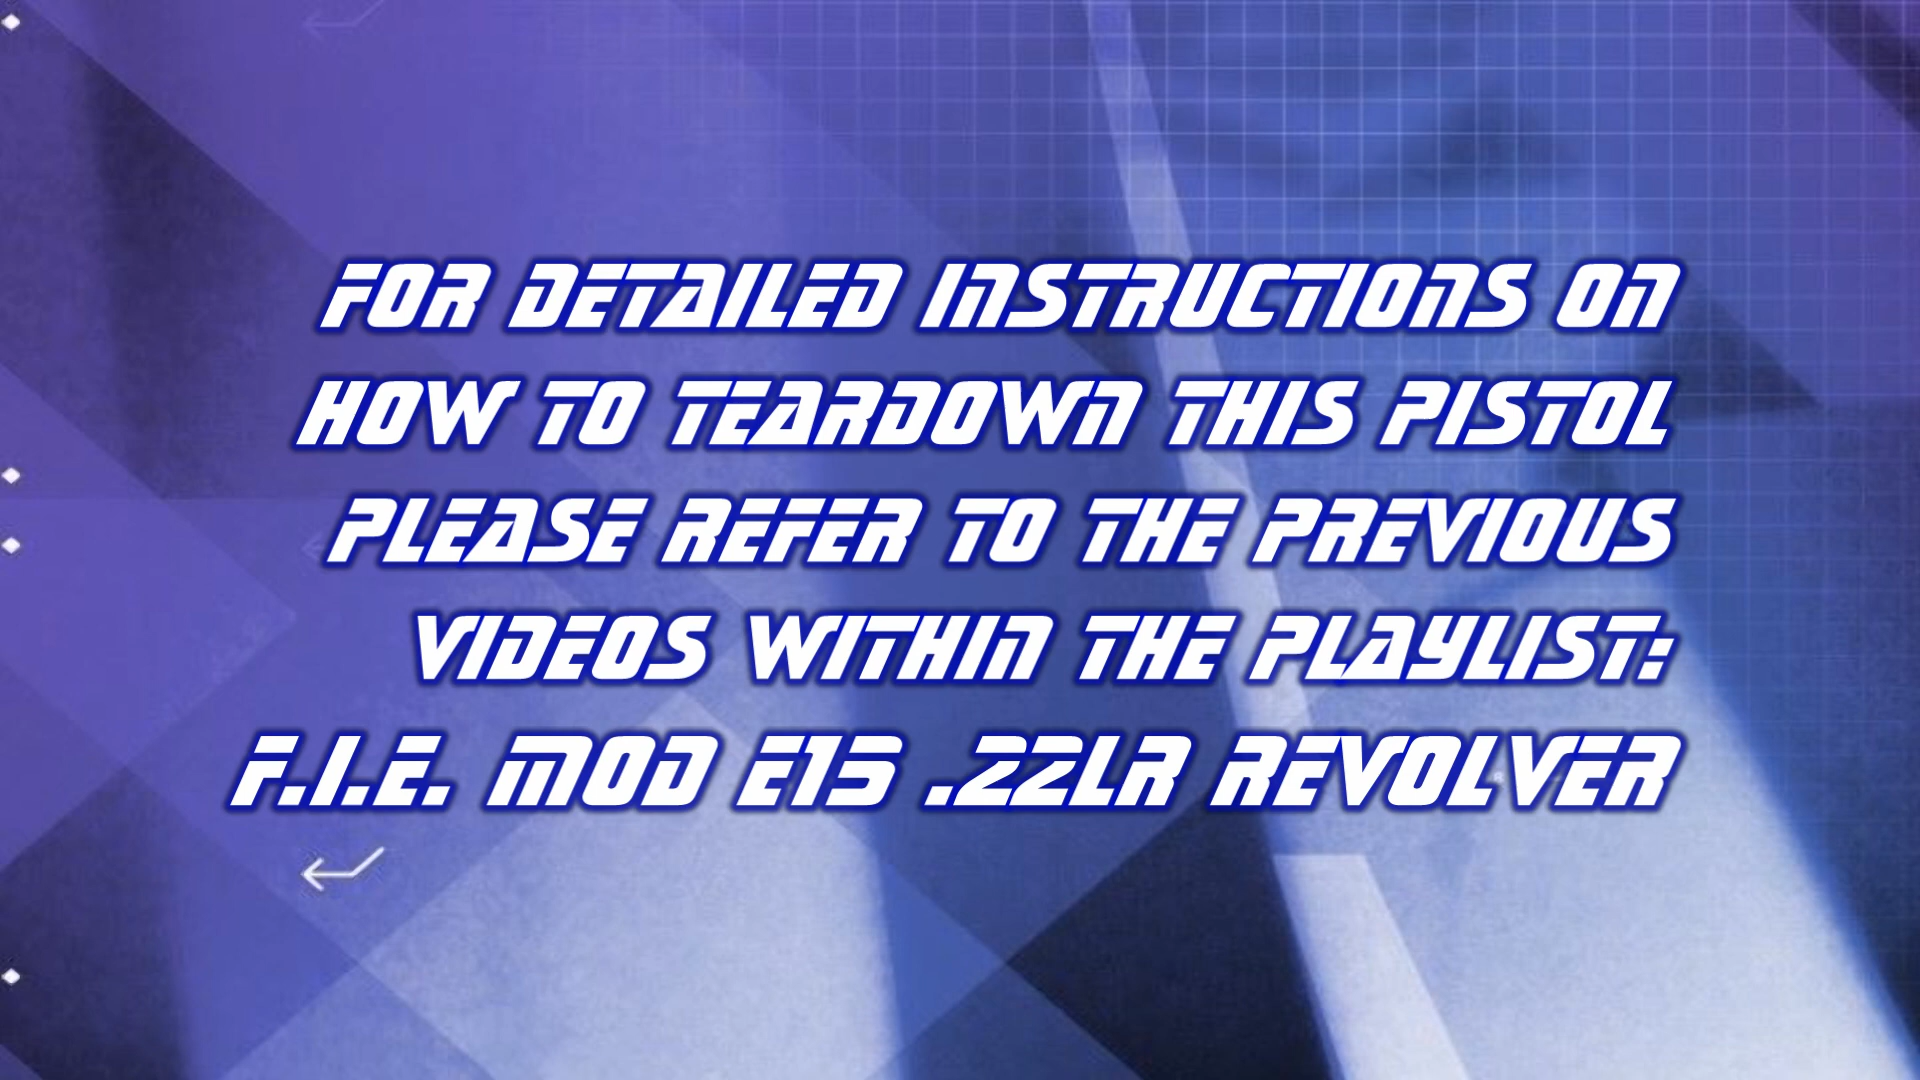 FOR DETAILED INSTRUCTIONS ON
HOW TO TEARDOWN THIS PISTOL
PLEASE REFER TO THE PREVIOUS
VIDEOS WITHIN THE PLAYLIST:
F.I.E. MOD E15 .22LR REVOLVER